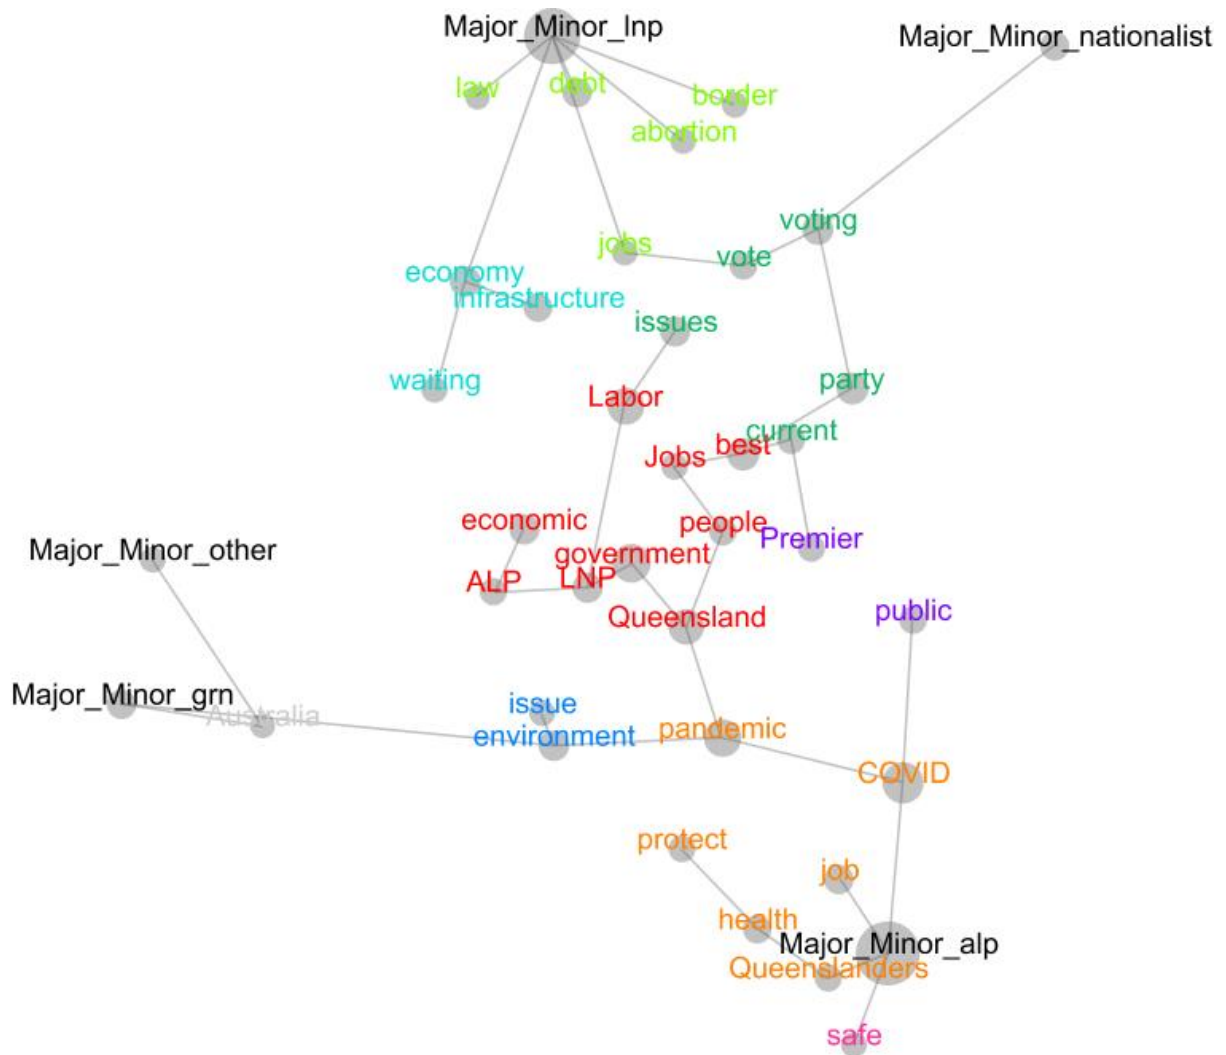 Major_Minor_lnp
Major_Minor_nationalist
law
debt
border
abortion
voting
jobs
vote
economy
infrastructure
issues
waiting
party
Labor
current
best
Jobs
economic
people
Premier
Major_Minor_other
government
ALP
LNP
Queensland
public
Major_Minor_grn
issue
Australia
environment
pandemic
COVID
protect
job
health
Major_Minor_alp
Queenslanders
safe